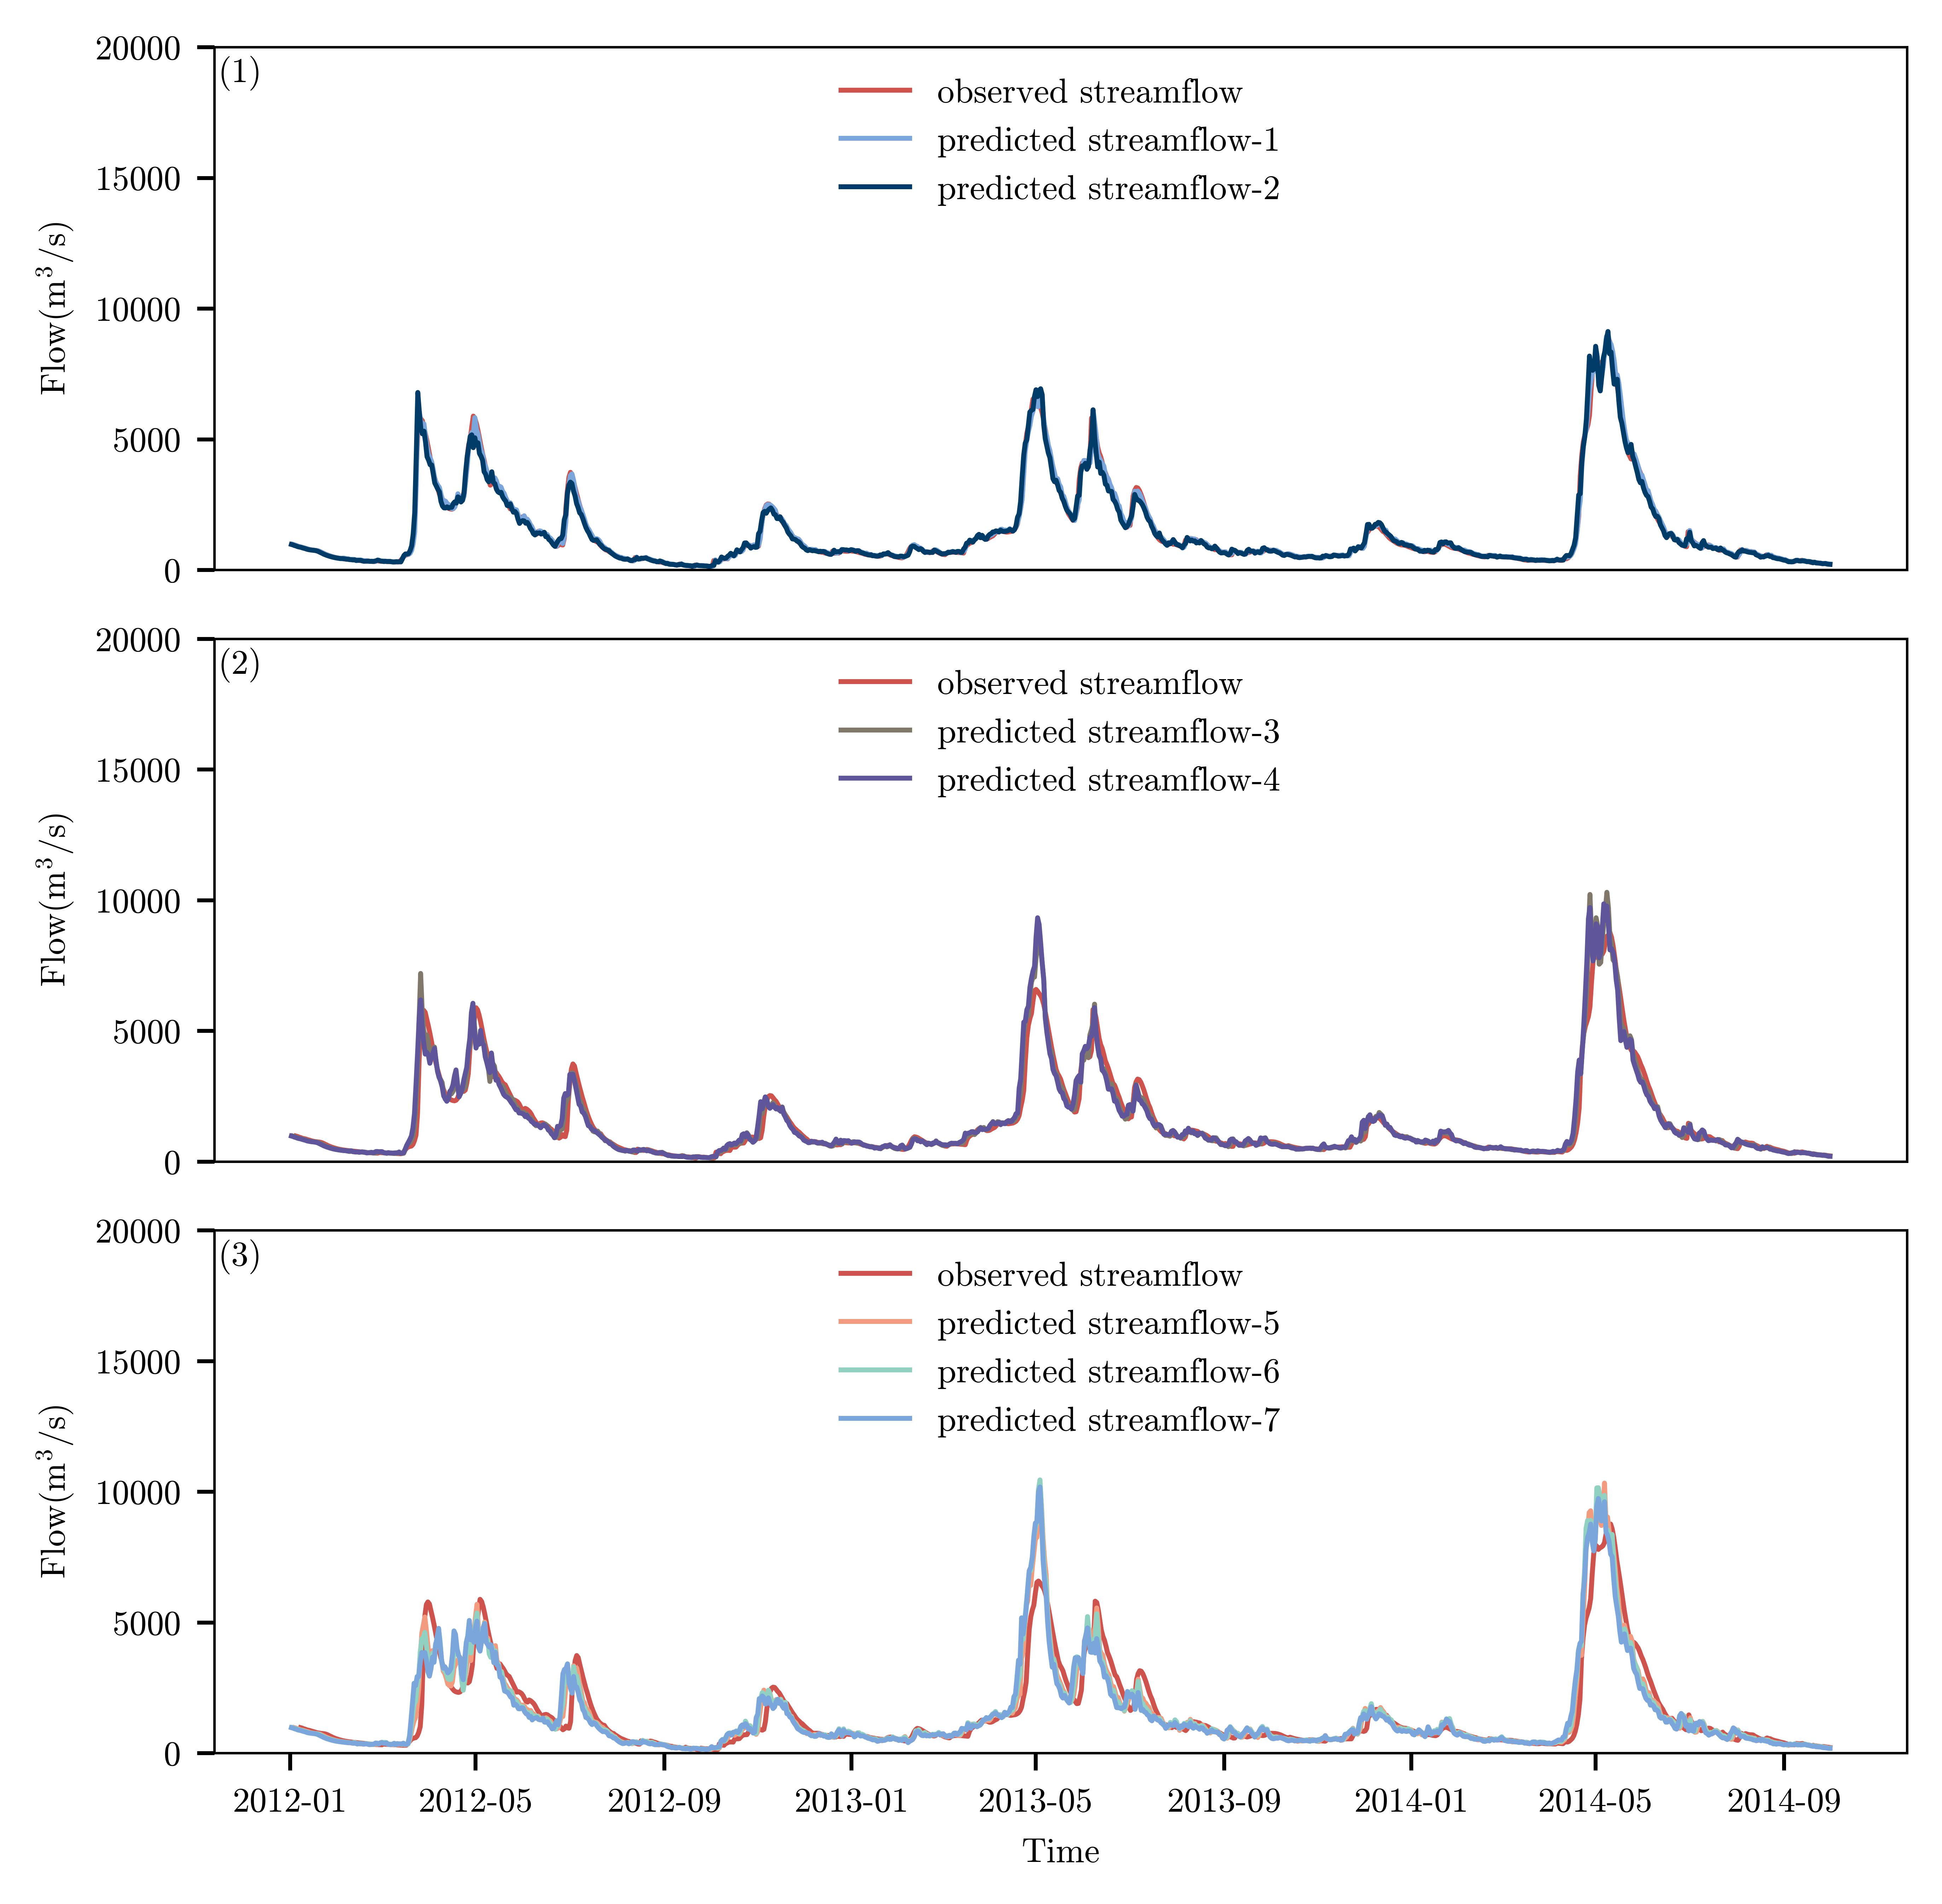 (1)
20000
15000
10000
5000
0
Flow(m³/s)
observed streamflow
predicted streamflow-1
predicted streamflow-2
(2)
20000
15000
10000
5000
0
Flow(m³/s)
observed streamflow
predicted streamflow-3
predicted streamflow-4
(3)
20000
15000
10000
5000
0
Flow(m³/s)
observed streamflow
predicted streamflow-5
predicted streamflow-6
predicted streamflow-7
2012-01 2012-05 2012-09 2013-01 2013-05 2013-09 2014-01 2014-05 2014-09
Time